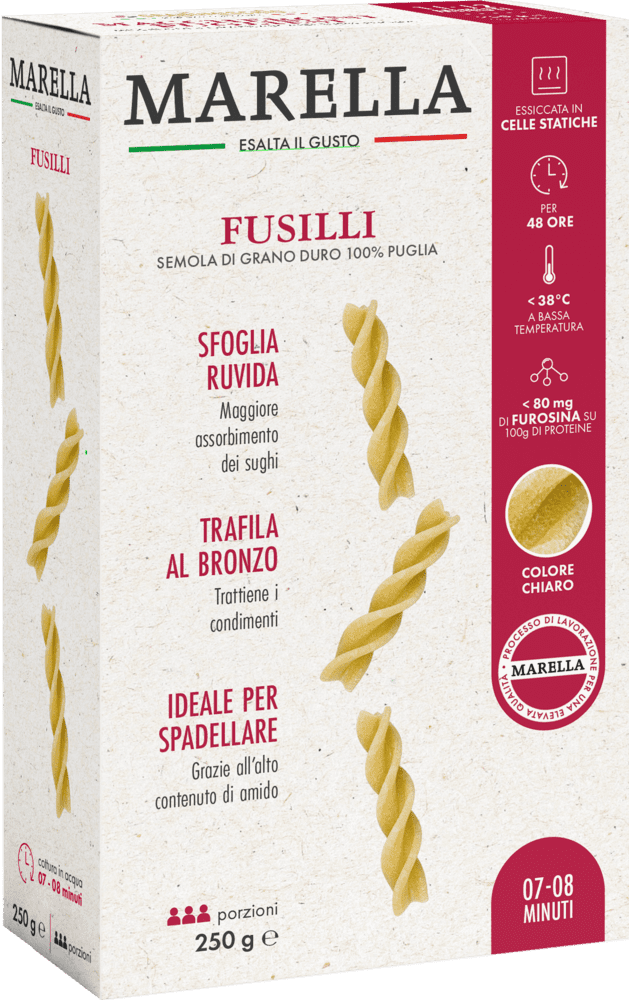 MARELLA
ESALTA IL GUSTO
FUSILLI
cottura in acqua
07 - 08 minuti
250 g e
porzioni
MARELLA
ESALTA IL GUSTO
FUSILLI
SEMOLA DI GRANO DURO 100% PUGLIA
SFOGLIA
RUVIDA
Maggiore
assorbimento
dei sughi
TRAFILA
AL BRONZO
Trattiene i
condimenti
IDEALE PER
SPADELLARE
Grazie all'alto
contenuto di amido
porzioni
250 g e
ESSICCATA IN
CELLE STATICHE
PER
48 ORE
< 38°C
A BASSA
TEMPERATURA
< 80 mg
DI FUROSINA SU
100g DI PROTEINE
COLORE
CHIARO
PROCESSO DI LAVORAZIONE PER UNA ELEVATA QUALITÀ
MARELLA
07-08
MINUTI